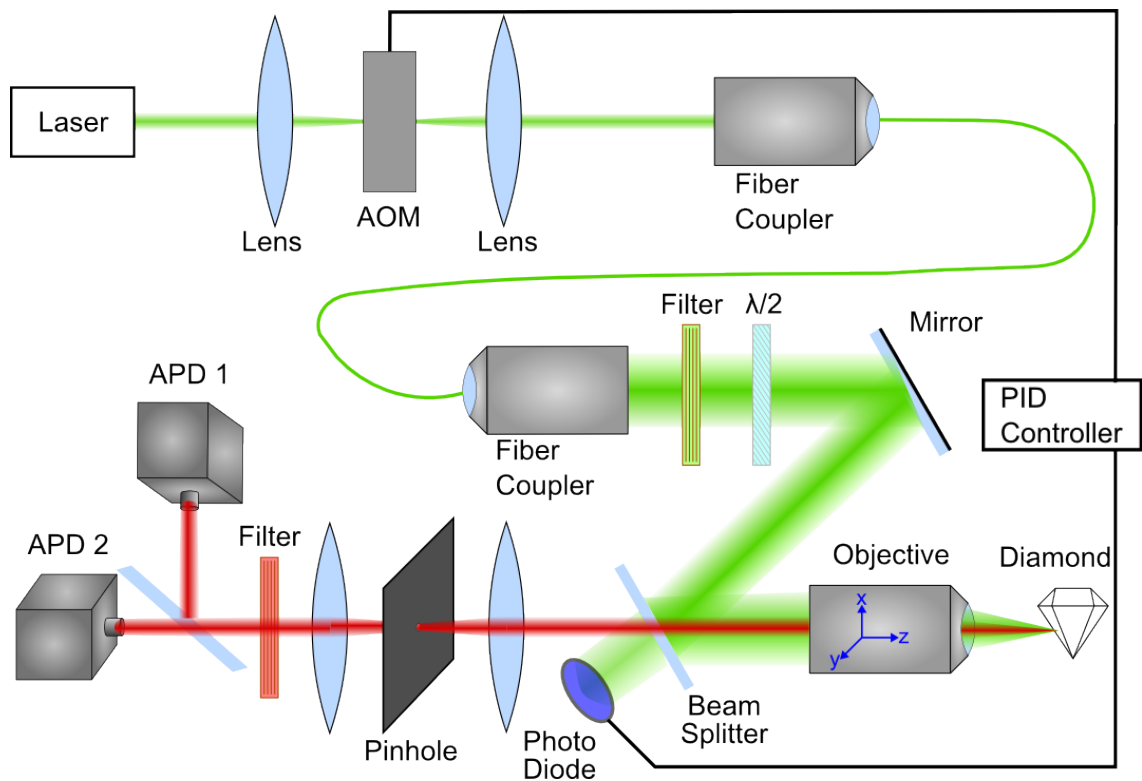 Laser
Lens
AOM
Lens
Fiber
Coupler
Filter
λ/2
Mirror
APD 1
Fiber
Coupler
PID
Controller
APD 2
Filter
Objective
Diamond
x
y
z
Pinhole
Photo
Diode
Beam
Splitter